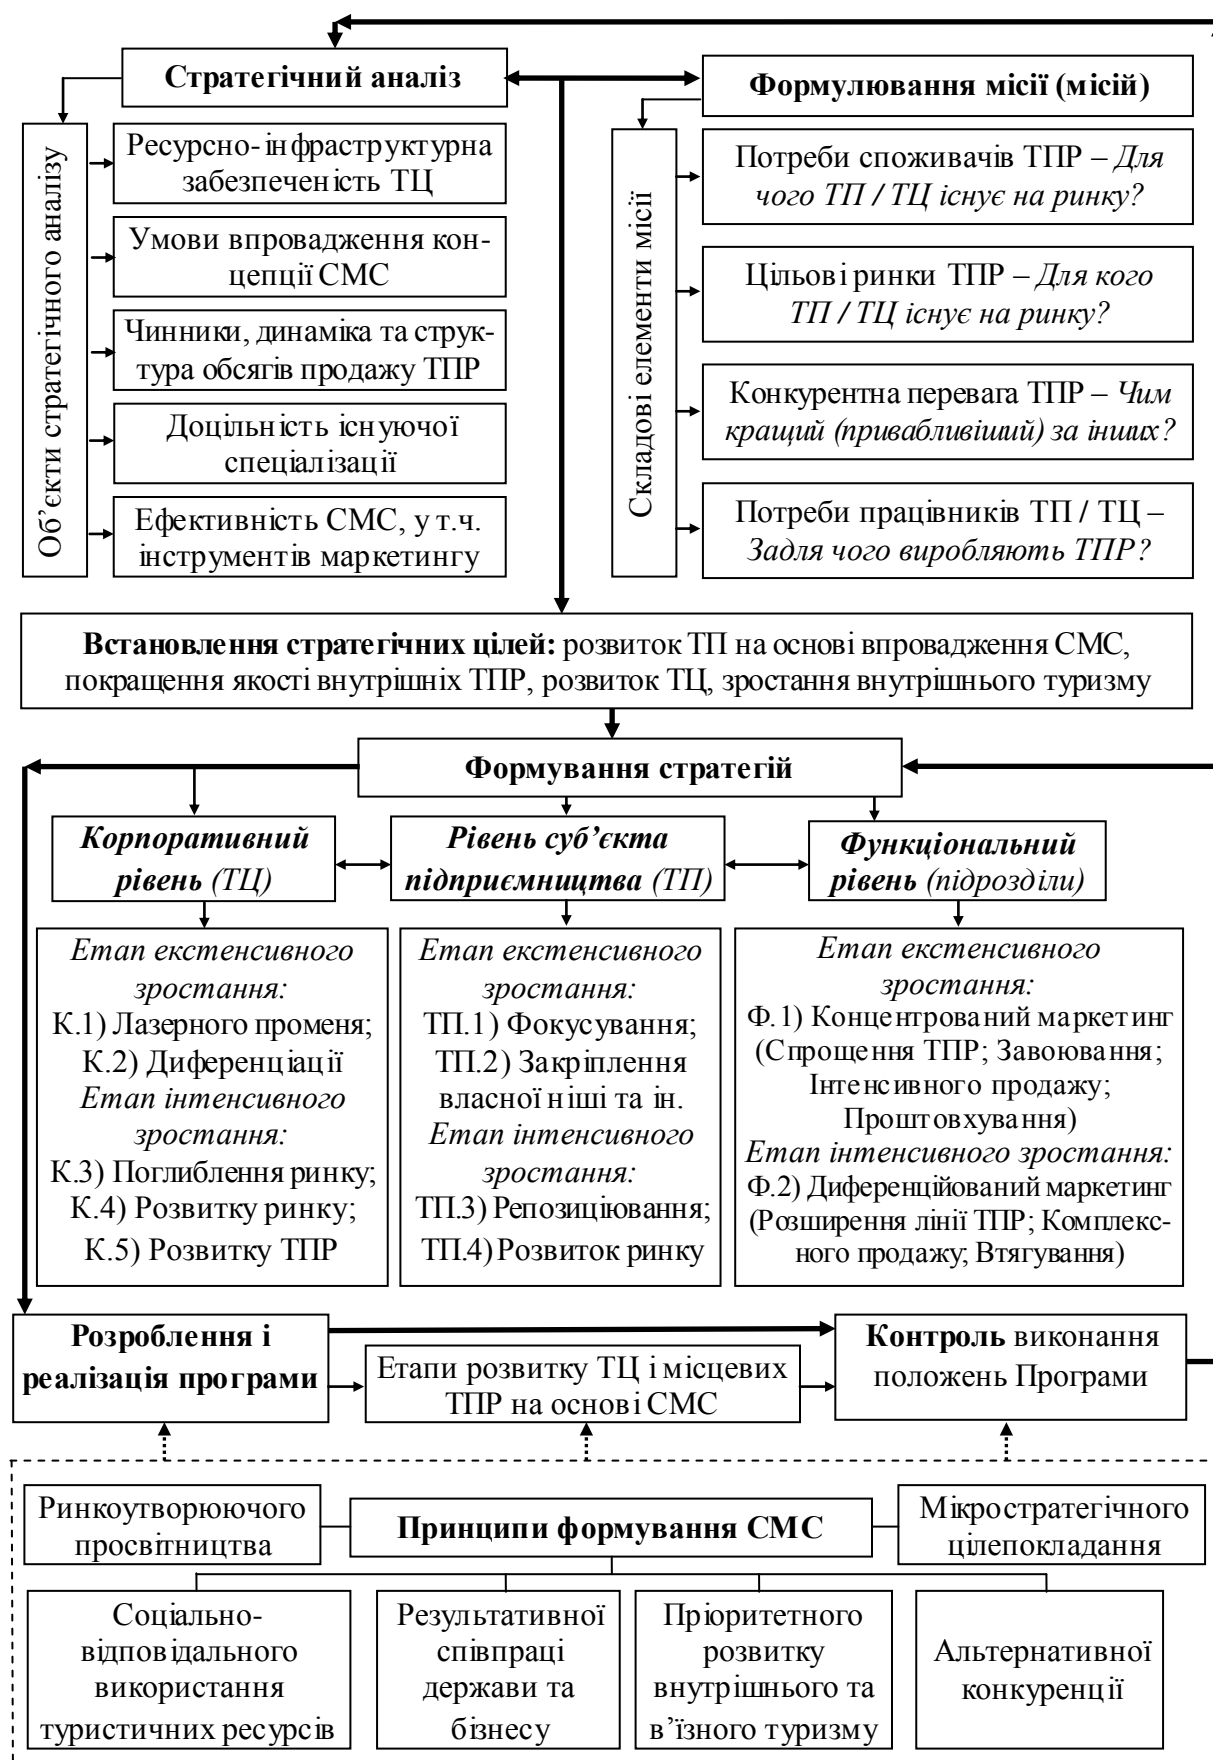 Стратегічний аналіз
Формулювання місії (місій)
Об’єкти стратегічного аналізу
Ресурсно-інфраструктурна
забезпеченість ТЦ
Умови впровадження кон-
цепції СМС
Чинники, динаміка та струк-
тура обсягів продажу ТПР
Доцільність існуючої
спеціалізації
Ефективність СМС, у т.ч.
інструментів маркетингу
Складові елементи місії
Потреби споживачів ТПР – Для
чого ТП / ТЦ існує на ринку?
Цільові ринки ТПР – Для кого
ТП / ТЦ існує на ринку?
Конкурентна перевага ТПР – Чим
кращий (привабливіший) за інших?
Потреби працівників ТП / ТЦ –
Задля чого виробляють ТПР?
Встановлення стратегічних цілей: розвиток ТП на основі впровадження СМС,
покращення якості внутрішніх ТПР, розвиток ТЦ, зростання внутрішнього туризму
Формування стратегій
Корпоративний
рівень (ТЦ)
Рівень суб’єкта
підприємництва (ТП)
Функціональний
рівень (підрозділи)
Етап екстенсивного
зростання:
К.1) Лазерного променя;
К.2) Диференціації
Етап інтенсивного
зростання:
К.3) Поглиблення ринку;
К.4) Розвитку ринку;
К.5) Розвитку ТПР
Етап екстенсивного
зростання:
ТП.1) Фокусування;
ТП.2) Закріплення
власної ніші та ін.
Етап інтенсивного
зростання:
ТП.3) Репозиціювання;
ТП.4) Розвиток ринку
Етап екстенсивного
зростання:
Ф.1) Концентрований маркетинг
(Спрощення ТПР; Завоювання;
Інтенсивного продажу;
Проштовхування)
Етап інтенсивного зростання:
Ф.2) Диференційований маркетинг
(Розширення лінії ТПР; Комплекс-
ного продажу; Втягування)
Розроблення і
реалізація програми
Етапи розвитку ТЦ і місцевих
ТПР на основі СМС
Контроль виконання
положень Програми
Ринкоутворюючого
просвітництва
Принципи формування СМС
Мікростратегічного
цілепокладання
Соціально-
відповідального
використання
туристичних ресурсів
Результативної
співпраці
держави та
бізнесу
Пріоритетного
розвитку
внутрішнього та
в’їзного туризму
Альтернативної
конкуренції